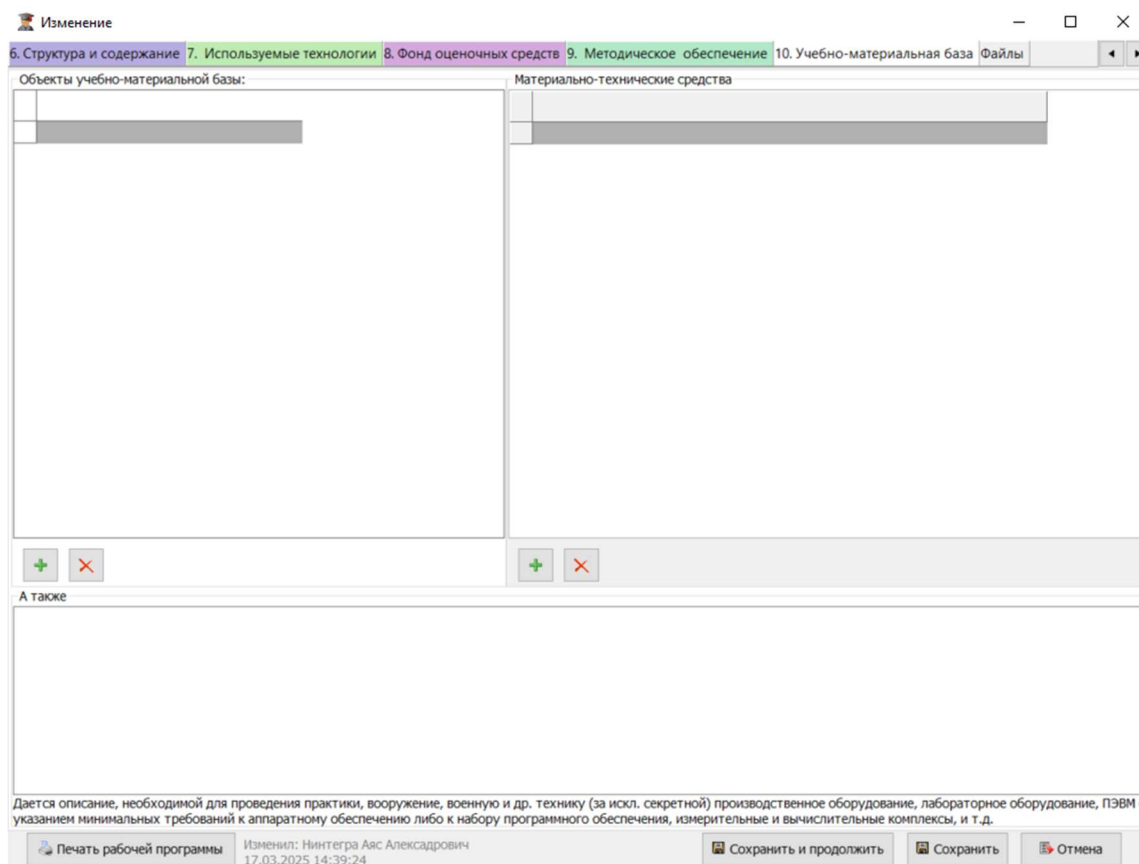 Изменение
6. Структура и содержание 7. Используемые технологии 8. Фонд оценочных средств 9. Методическое обеспечение 10. Учебно-материальная база Файлы
Объекты учебно-материальной базы:
Материально-технические средства
А также
Дается описание, необходимой для проведения практики, вооружение, военную и др. технику (за искл. секретной) производственное оборудование, лабораторное оборудование, ПЭВМ
указанием минимальных требований к аппаратному обеспечению либо к набору программного обеспечения, измерительные и вычислительные комплексы, и т.д.
Печать рабочей программы
Изменил: Нинтегра Аяс Алексадрович
17.03.2025 14:39:24
Сохранить и продолжить
Сохранить
Отмена